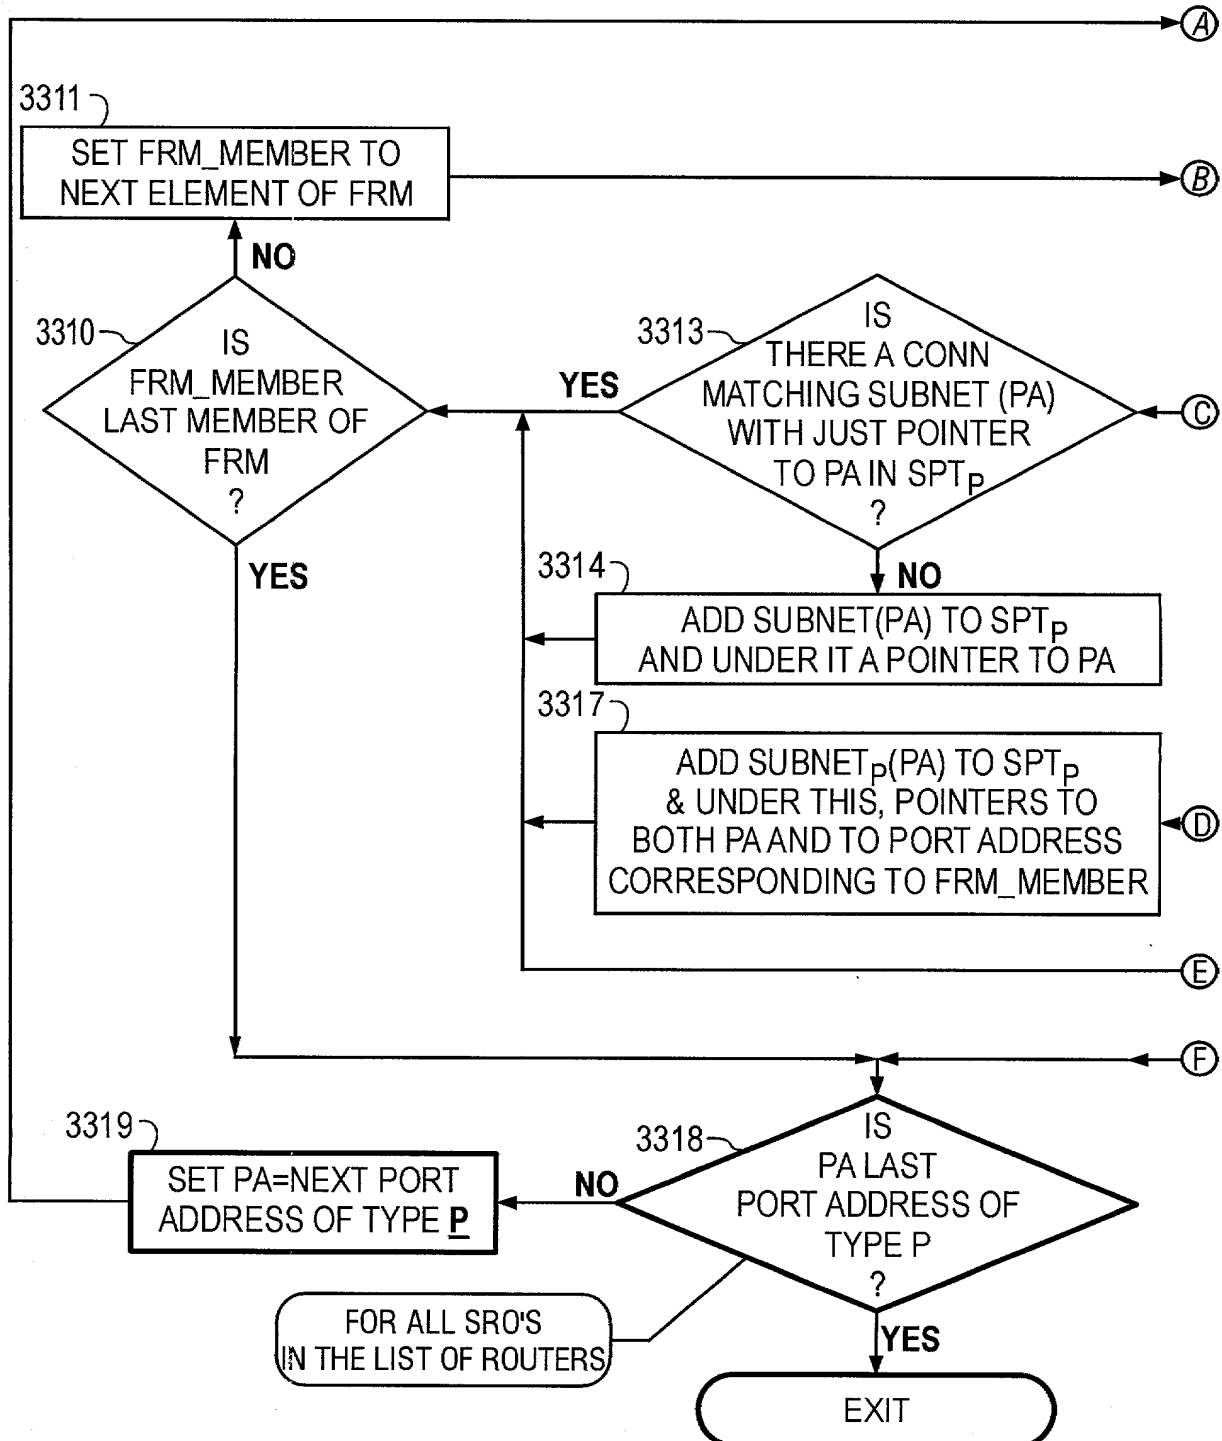 A
3311
SET FRM_MEMBER TO
NEXT ELEMENT OF FRM
B
NO
3310
IS
FRM_MEMBER
LAST MEMBER OF
FRM
?
YES
3313
IS
THERE A CONN
MATCHING SUBNET (PA)
WITH JUST POINTER
TO PA IN SPTP
?
YES
C
NO
3314
ADD SUBNET(PA) TO SPTP
AND UNDER IT A POINTER TO PA
3317
ADD SUBNETP(PA) TO SPTP
& UNDER THIS, POINTERS TO
BOTH PA AND TO PORT ADDRESS
CORRESPONDING TO FRM_MEMBER
D
E
F
3318
IS
PA LAST
PORT ADDRESS OF
TYPE P
?
NO
3319
SET PA=NEXT PORT
ADDRESS OF TYPE P
FOR ALL SRO'S
IN THE LIST OF ROUTERS
YES
EXIT